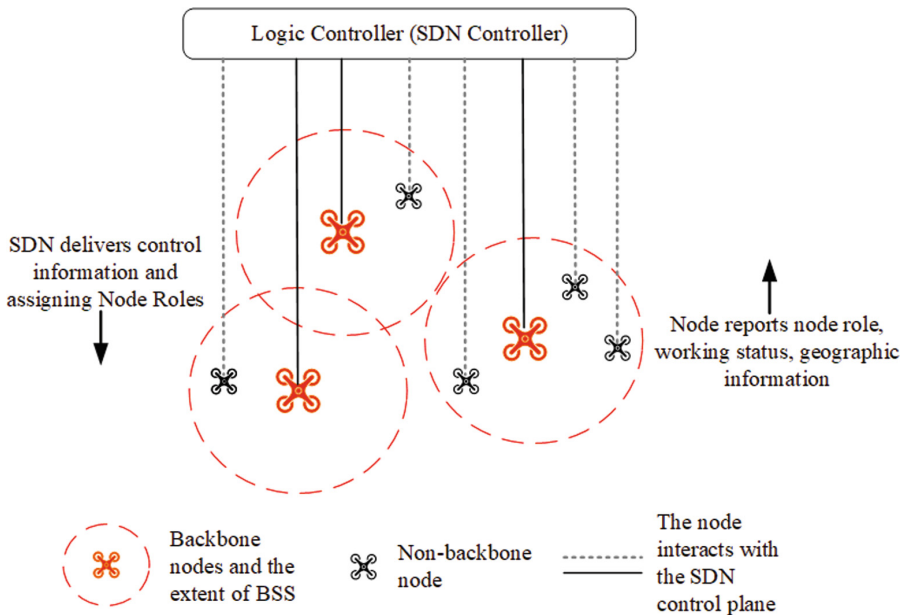 Logic Controller (SDN Controller)
SDN delivers control
information and
assigning Node Roles
Node reports node role,
working status, geographic
information
Backbone
nodes and the
extent of BSS
Non-backbone
node
The node
interacts with
the SDN
control plane